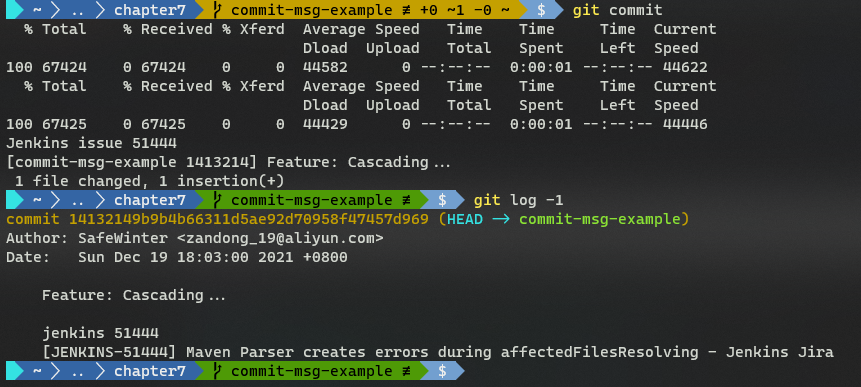 ~ > .. > chapter7 commit-msg-example ≢ +0 ~1 -0 ~ $ git commit
% Total % Received % Xferd Average Speed Time Time Time Current
Dload Upload Total Spent Left Speed
100 67424 0 67424 0 0 44582 0 --:--:-- 0:00:01 --:--:-- 44622
% Total % Received % Xferd Average Speed Time Time Time Current
Dload Upload Total Spent Left Speed
100 67425 0 67425 0 0 44429 0 --:--:-- 0:00:01 --:--:-- 44446
Jenkins issue 51444
[commit-msg-example 1413214] Feature: Cascading...
1 file changed, 1 insertion(+)
~ > .. > chapter7 commit-msg-example ≢ $ git log -1
commit 14132149b9b4b66311d5ae92d70958f47457d969 (HEAD -> commit-msg-example)
Author: SafeWinter <zandong_19@aliyun.com>
Date: Sun Dec 19 18:03:00 2021 +0800
Feature: Cascading...
jenkins 51444
[JENKINS-51444] Maven Parser creates errors during affectedFilesResolving - Jenkins Jira
~ > .. > chapter7 commit-msg-example ≢ $